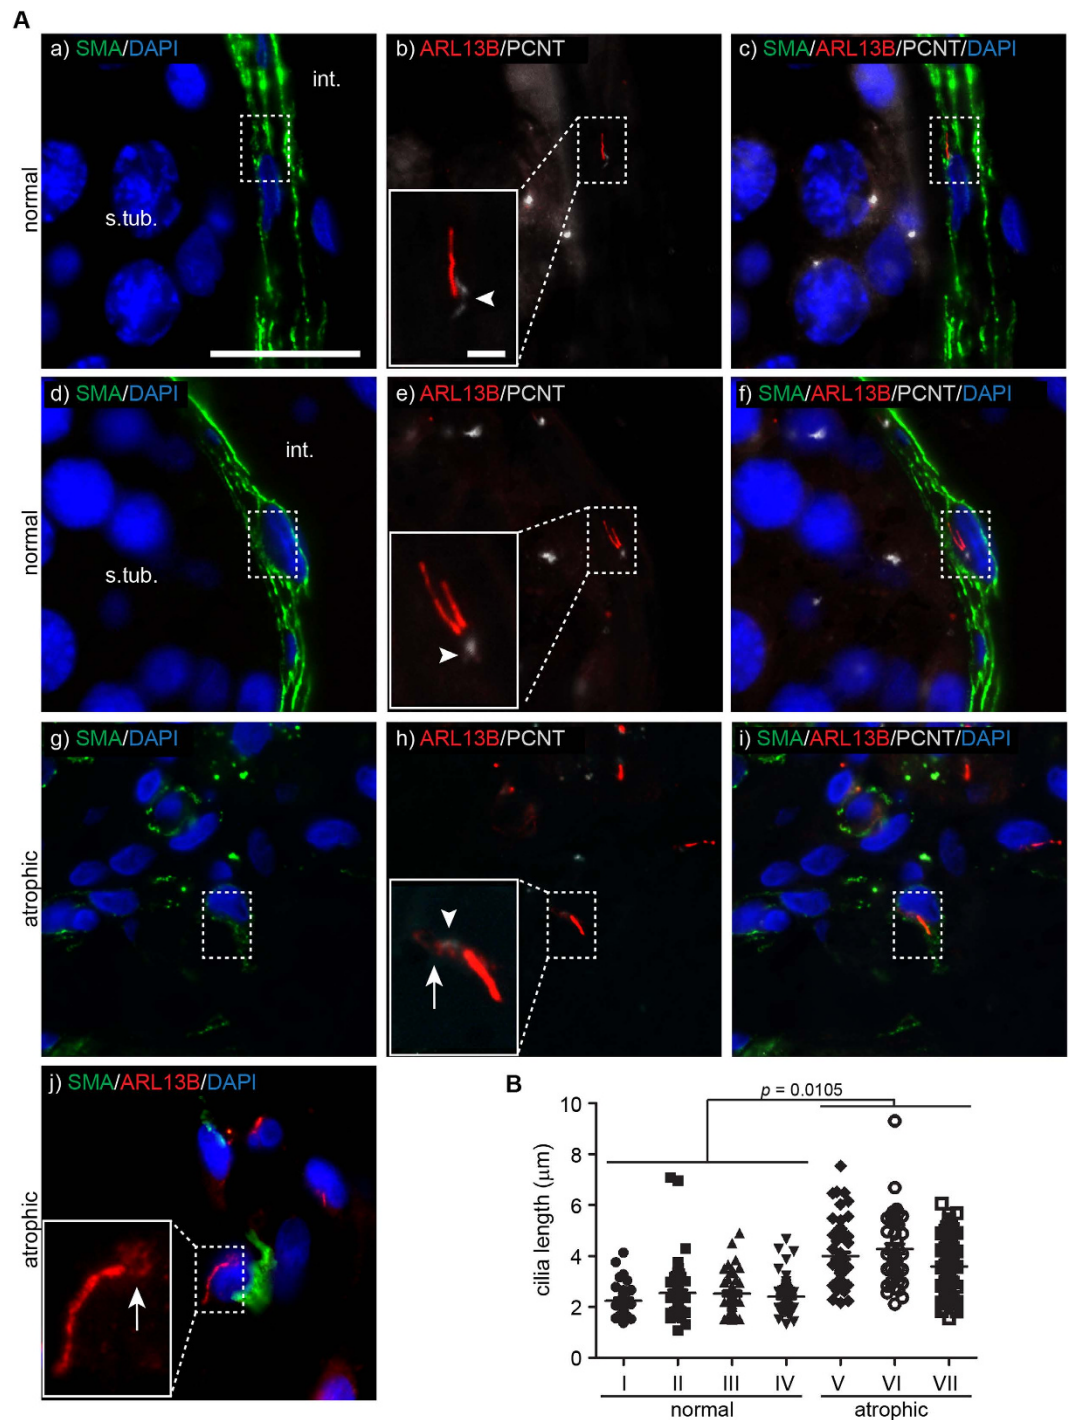 A
a) SMA/DAPI
int.
s.tub.
normal
b) ARL13B/PCNT
c) SMA/ARL13B/PCNT/DAPI
d) SMA/DAPI
int.
s.tub.
normal
e) ARL13B/PCNT
f) SMA/ARL13B/PCNT/DAPI
g) SMA/DAPI
atrophic
h) ARL13B/PCNT
i) SMA/ARL13B/PCNT/DAPI
j) SMA/ARL13B/DAPI
atrophic
B
p = 0.0105
cilia length (μm)
10
8
6
4
2
0
I II III IV V VI VII
normal atrophic